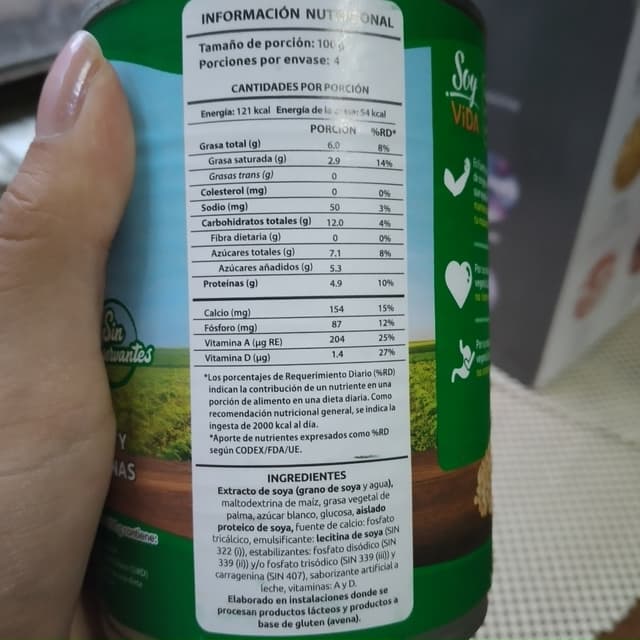 INFORMACIÓN NUTRICIONAL
Tamaño de porción: 100 g
Porciones por envase: 4
CANTIDADES POR PORCIÓN
Energía: 121 kcal Energía de la grasa: 54 kcal
PORCIÓN %RD*
Grasa total (g) 6.0 8%
Grasa saturada (g) 2.9 14%
Grasas trans (g) 0
Colesterol (mg) 0 0%
Sodio (mg) 50 3%
Carbohidratos totales (g) 12.0 4%
Fibra dietaria (g) 0 0%
Azúcares totales (g) 7.1 8%
Azúcares añadidos (g) 5.3
Proteínas (g) 4.9 10%
Calcio (mg) 154 15%
Fósforo (mg) 87 12%
Vitamina A (µg RE) 204 25%
Vitamina D (µg) 1.4 27%
*Los porcentajes de Requerimiento Diario (%RD)
indican la contribución de un nutriente en una
porción de alimento en una dieta diaria. Como
recomendación nutricional general, se indica la
ingesta de 2000 kcal al día.
*Aporte de nutrientes expresados como %RD
según CODEX/FDA/UE.
INGREDIENTES
Extracto de soya (grano de soya y agua),
maltodextrina de maíz, grasa vegetal de
palma, azúcar blanco, glucosa, aislado
proteico de soya, fuente de calcio: fosfato
tricálcico, emulsificante: lecitina de soya (SIN
322 (i)), estabilizantes: fosfato disódico (SIN
339 (ii)) y/o fosfato trisódico (SIN 339 (iii)) y
carragenina (SIN 407), saborizante artificial a
leche, vitaminas: A y D.
Elaborado en instalaciones donde se
procesan productos lácteos y productos a
base de gluten (avena).
Soy
ViDA
Sin
Y